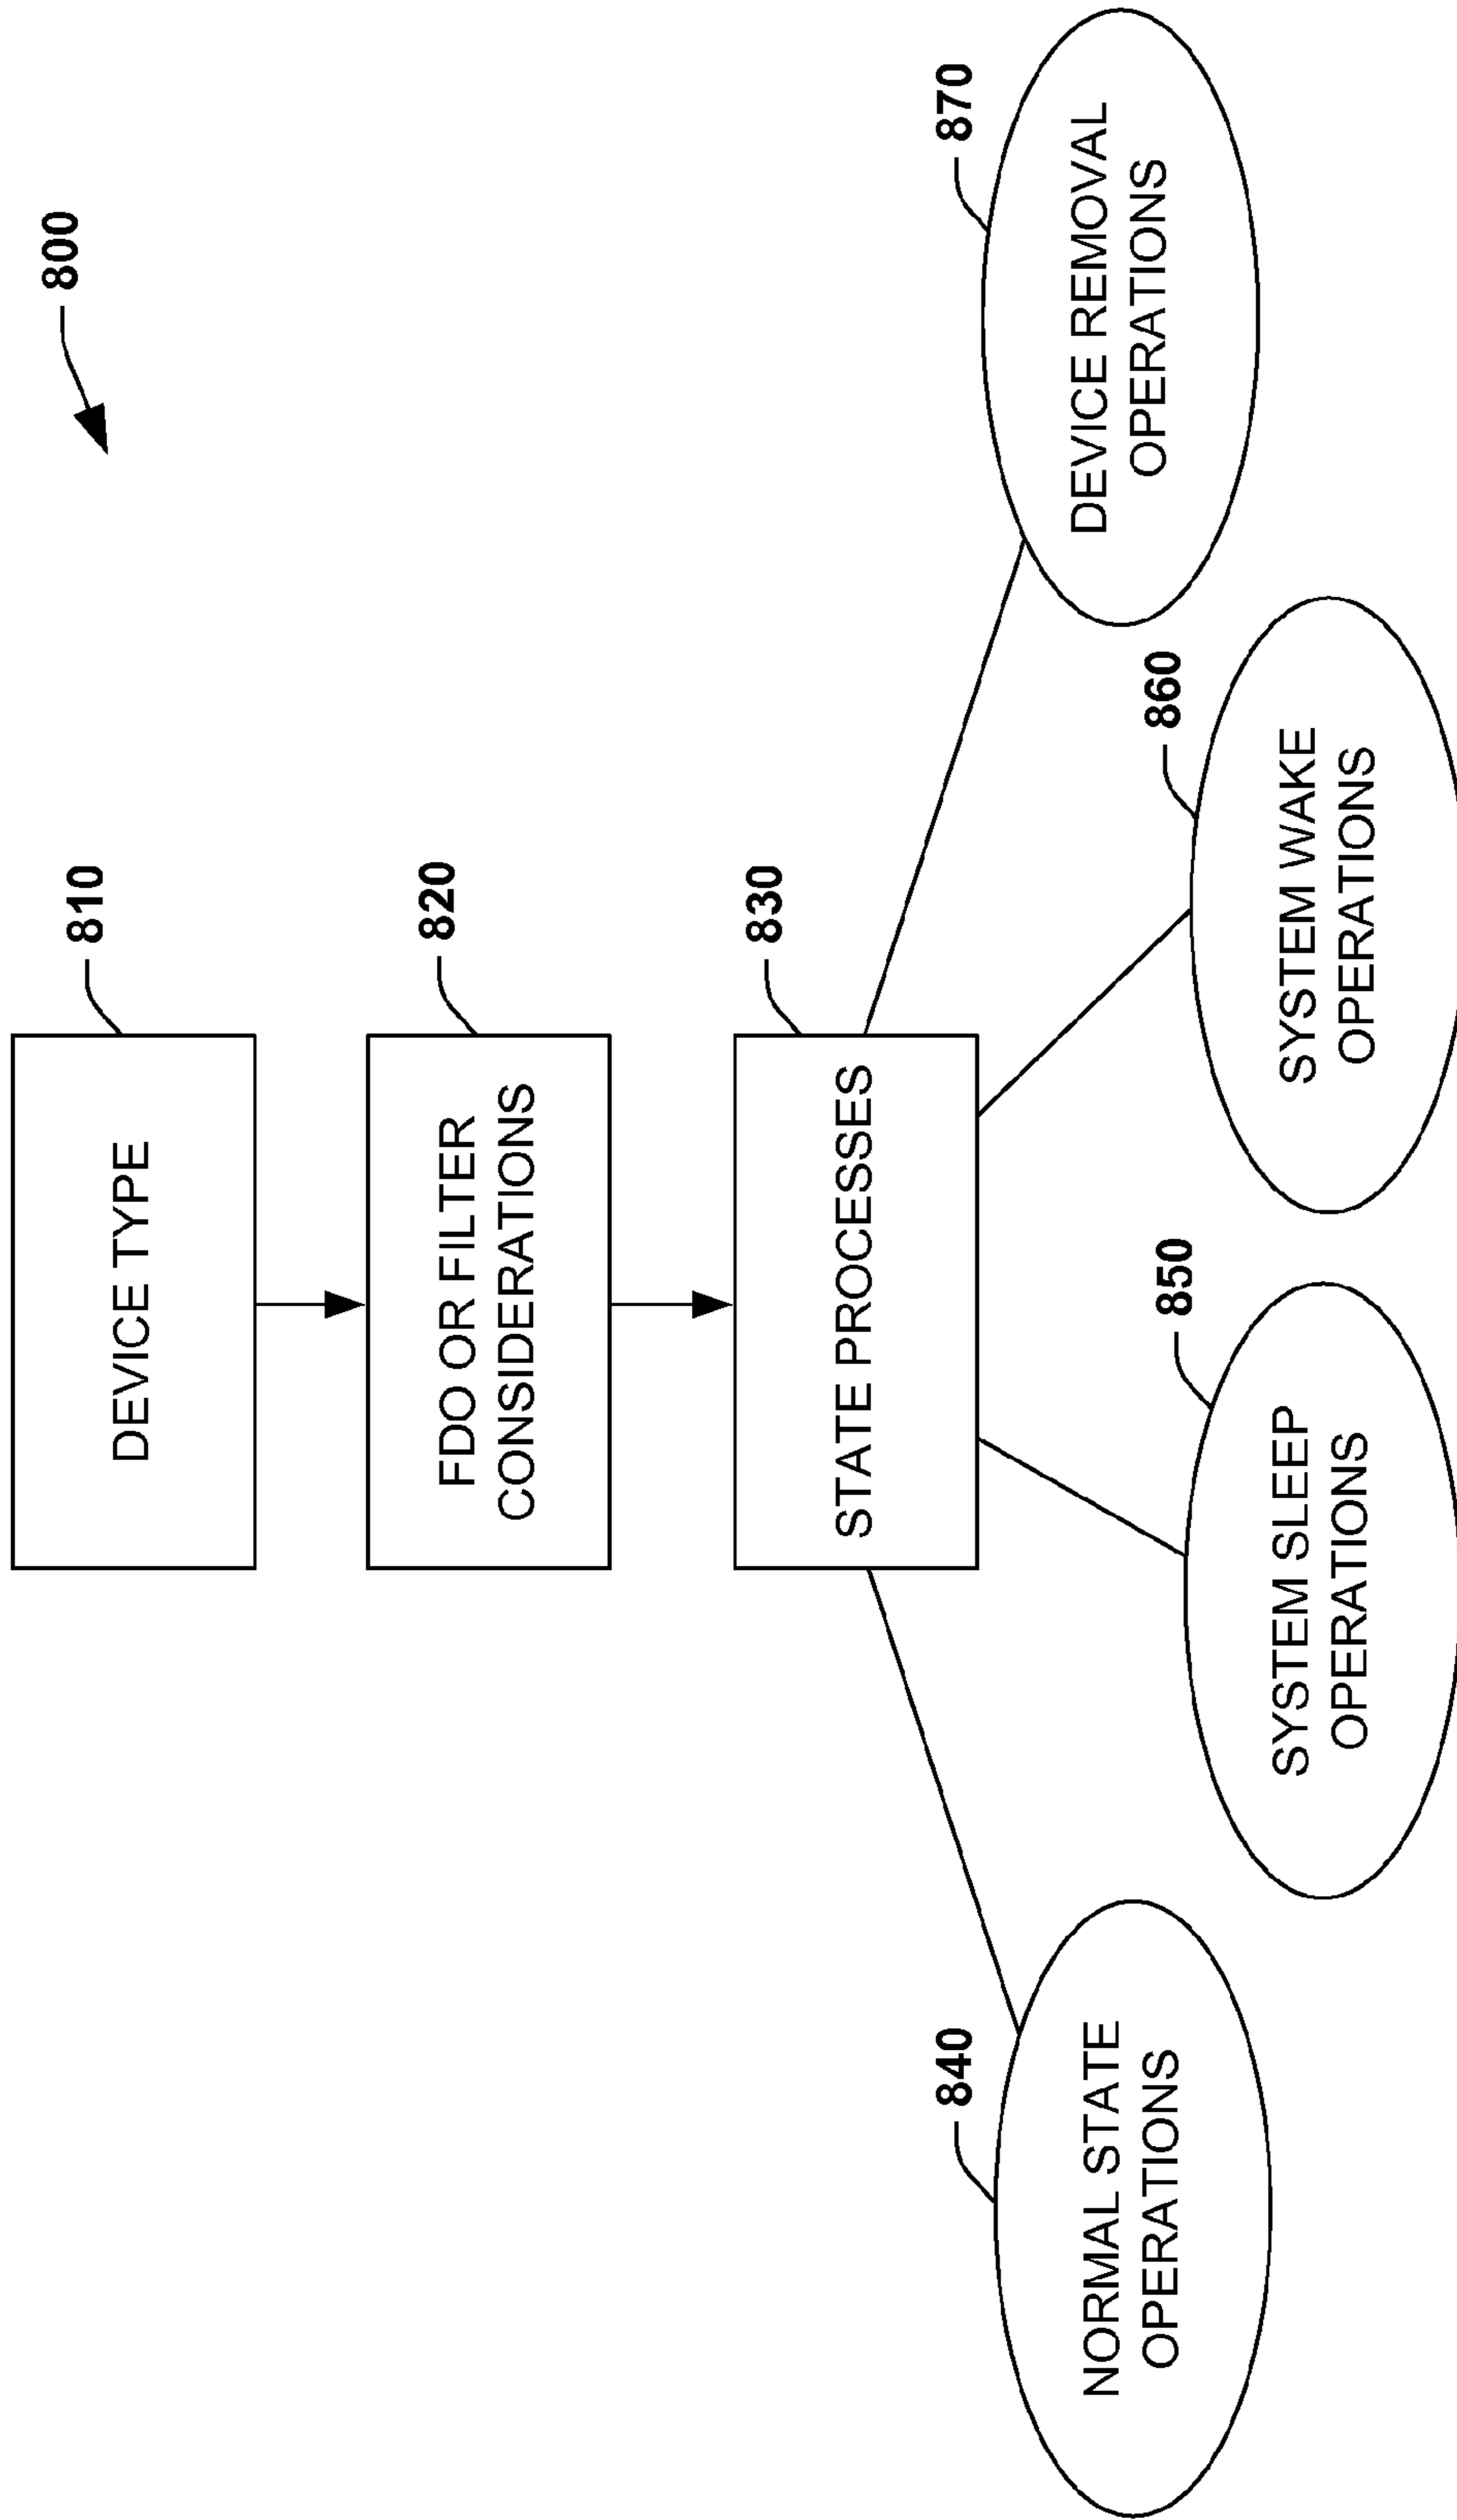 800
810
DEVICE TYPE
820
FDO OR FILTER
CONSIDERATIONS
830
STATE PROCESSES
840
NORMAL STATE
OPERATIONS
850
SYSTEM SLEEP
OPERATIONS
860
SYSTEM WAKE
OPERATIONS
870
DEVICE REMOVAL
OPERATIONS